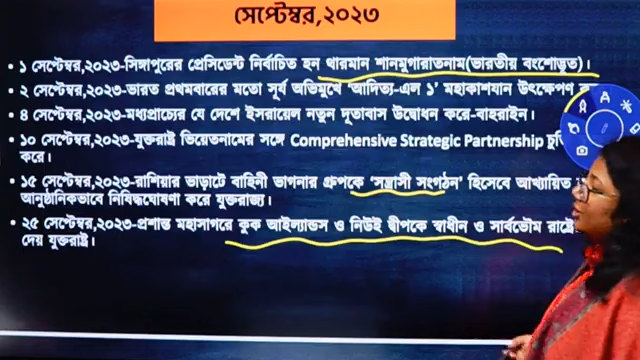 সেপ্টেম্বর,২০২৩
• ১ সেপ্টেম্বর,২০২৩-সিঙ্গাপুরের প্রেসিডেন্ট নির্বাচিত হন থারমান শানমুগারাতনাম(ভারতীয় বংশোদ্ভূত)।
• ২ সেপ্টেম্বর,২০২৩-ভারত প্রথমবারের মতো সূর্য অভিমুখে 'আদিত্য-এল ১' মহাকাশযান উৎক্ষেপণ
• ৪ সেপ্টেম্বর,২০২৩-মধ্যপ্রাচ্যের যে দেশে ইসরায়েল নতুন দূতাবাস উদ্বোধন করে-বাহরাইন।
• ১০ সেপ্টেম্বর,২০২৩-যুক্তরাষ্ট্র ভিয়েতনামের সঙ্গে Comprehensive Strategic Partnership
করে।
• ১৫ সেপ্টেম্বর,২০২৩-রাশিয়ার ভাড়াটে বাহিনী ভাগনার গ্রুপকে 'সন্ত্রাসী সংগঠন' হিসেবে আখ্যায়িত
আনুষ্ঠানিকভাবে নিষিদ্ধঘোষণা করে যুক্তরাজ্য।
• ২৫ সেপ্টেম্বর,২০২৩-প্রশান্ত মহাসাগরে কুক আইল্যান্ডস ও নিউই দ্বীপকে স্বাধীন ও সার্বভৌম রাষ্ট্রে
দেয় যুক্তরাষ্ট্র।